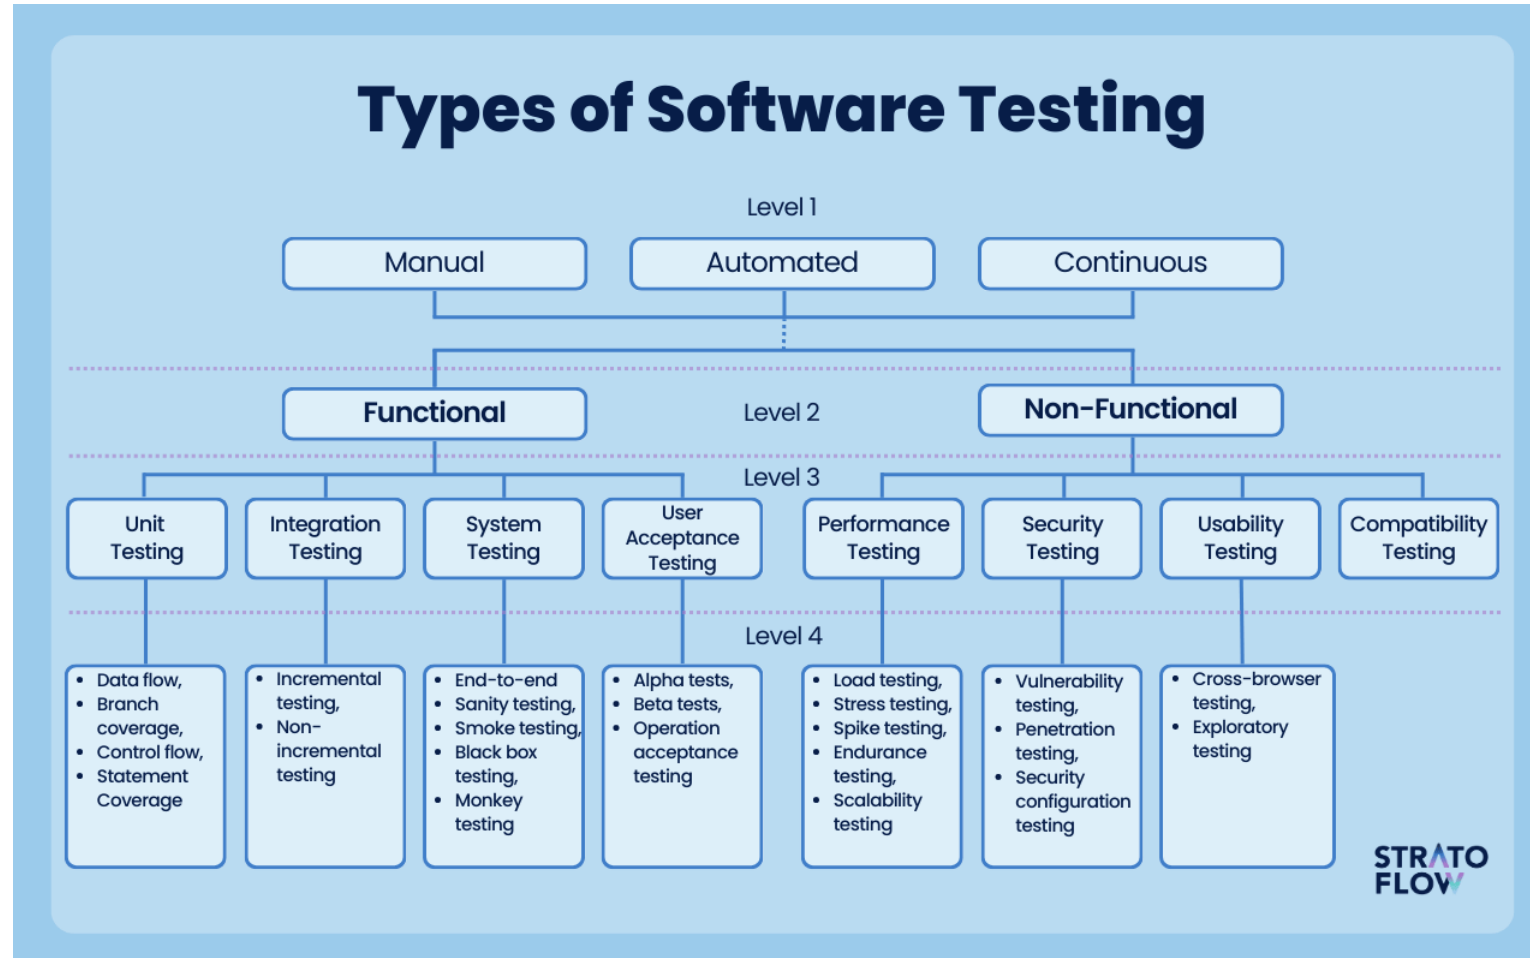 Types of Software Testing
Level 1
Manual
Automated
Continuous
Functional
Level 2
Non-Functional
Level 3
Unit
Testing
Integration
Testing
System
Testing
User
Acceptance
Testing
Performance
Testing
Security
Testing
Usability
Testing
Compatibility
Testing
Level 4
• Data flow,
• Branch
coverage,
• Control flow,
• Statement
Coverage
• Incremental
testing,
• Non-
incremental
testing
• End-to-end
• Sanity testing,
• Smoke testing,
• Black box
testing,
• Monkey
testing
• Alpha tests,
• Beta tests,
• Operation
acceptance
testing
• Load testing,
• Stress testing,
• Spike testing,
• Endurance
testing,
• Scalability
testing
• Vulnerability
testing,
• Penetration
testing,
• Security
configuration
testing
• Cross-browser
testing,
• Exploratory
testing
STRATO
FLOW